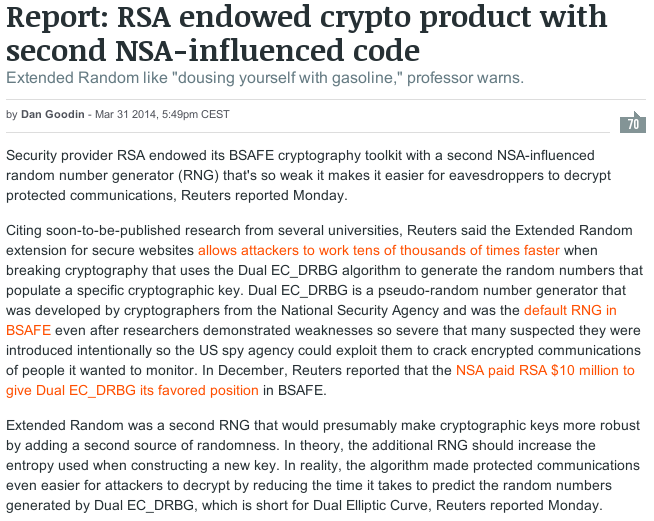 Report: RSA endowed crypto product with
second NSA-influenced code
Extended Random like "dousing yourself with gasoline," professor warns.
by Dan Goodin - Mar 31 2014, 5:49pm CEST
70
Security provider RSA endowed its BSAFE cryptography toolkit with a second NSA-influenced
random number generator (RNG) that's so weak it makes it easier for eavesdroppers to decrypt
protected communications, Reuters reported Monday.
Citing soon-to-be-published research from several universities, Reuters said the Extended Random
extension for secure websites allows attackers to work tens of thousands of times faster when
breaking cryptography that uses the Dual EC_DRBG algorithm to generate the random numbers that
populate a specific cryptographic key. Dual EC_DRBG is a pseudo-random number generator that
was developed by cryptographers from the National Security Agency and was the default RNG in
BSAFE even after researchers demonstrated weaknesses so severe that many suspected they were
introduced intentionally so the US spy agency could exploit them to crack encrypted communications
of people it wanted to monitor. In December, Reuters reported that the NSA paid RSA $10 million to
give Dual EC_DRBG its favored position in BSAFE.
Extended Random was a second RNG that would presumably make cryptographic keys more robust
by adding a second source of randomness. In theory, the additional RNG should increase the
entropy used when constructing a new key. In reality, the algorithm made protected communications
even easier for attackers to decrypt by reducing the time it takes to predict the random numbers
generated by Dual EC_DRBG, which is short for Dual Elliptic Curve, Reuters reported Monday.